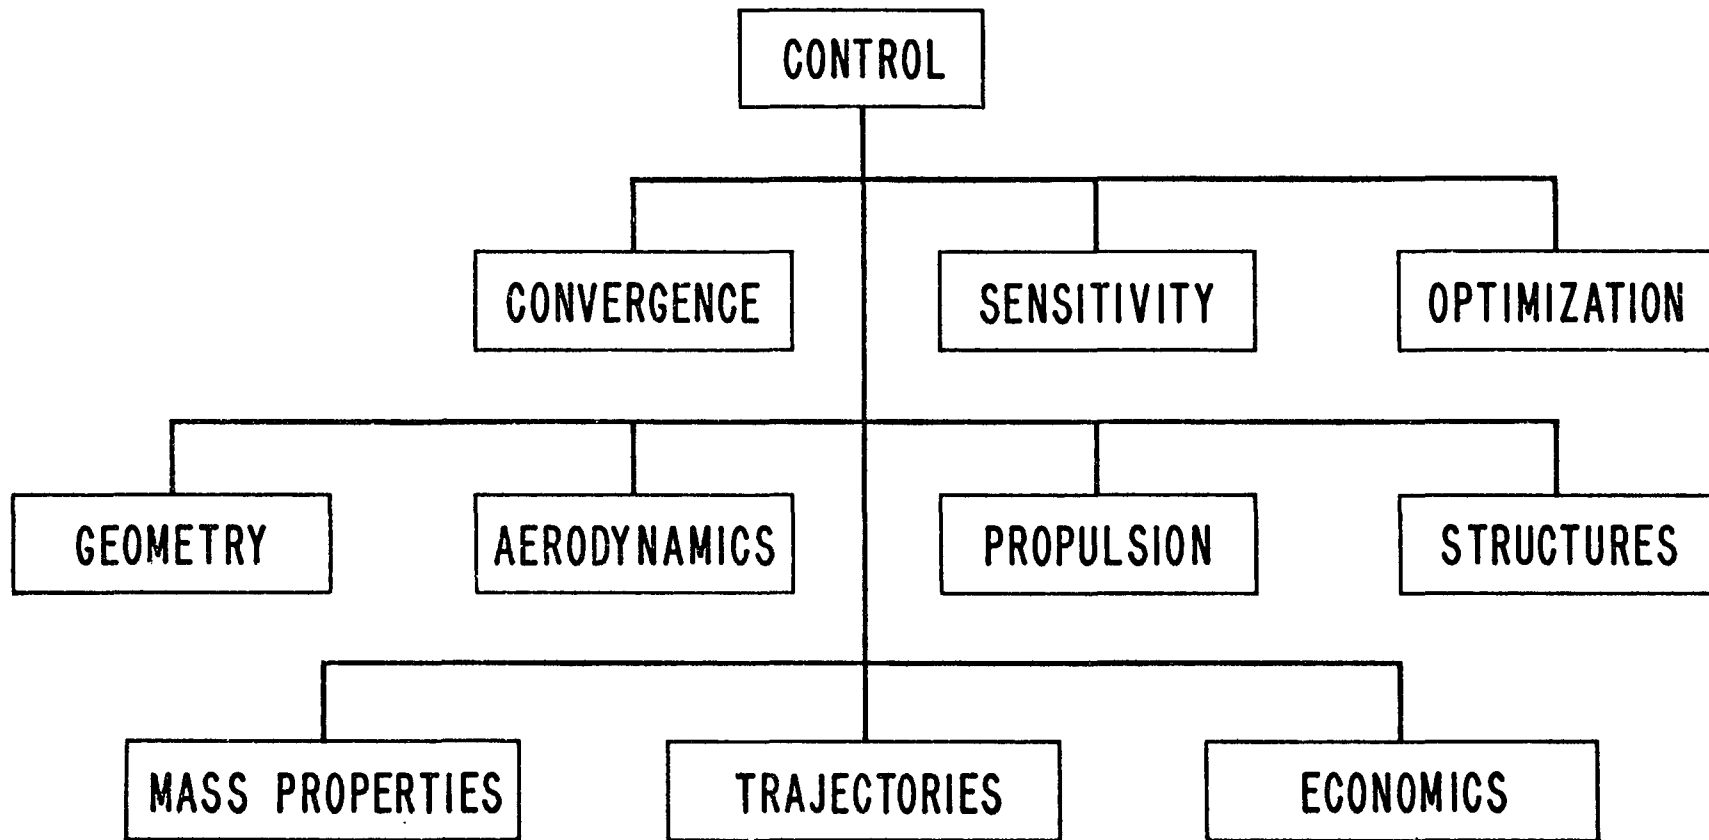 CONTROL
CONVERGENCE
SENSITIVITY
OPTIMIZATION
GEOMETRY
AERODYNAMICS
PROPULSION
STRUCTURES
MASS PROPERTIES
TRAJECTORIES
ECONOMICS